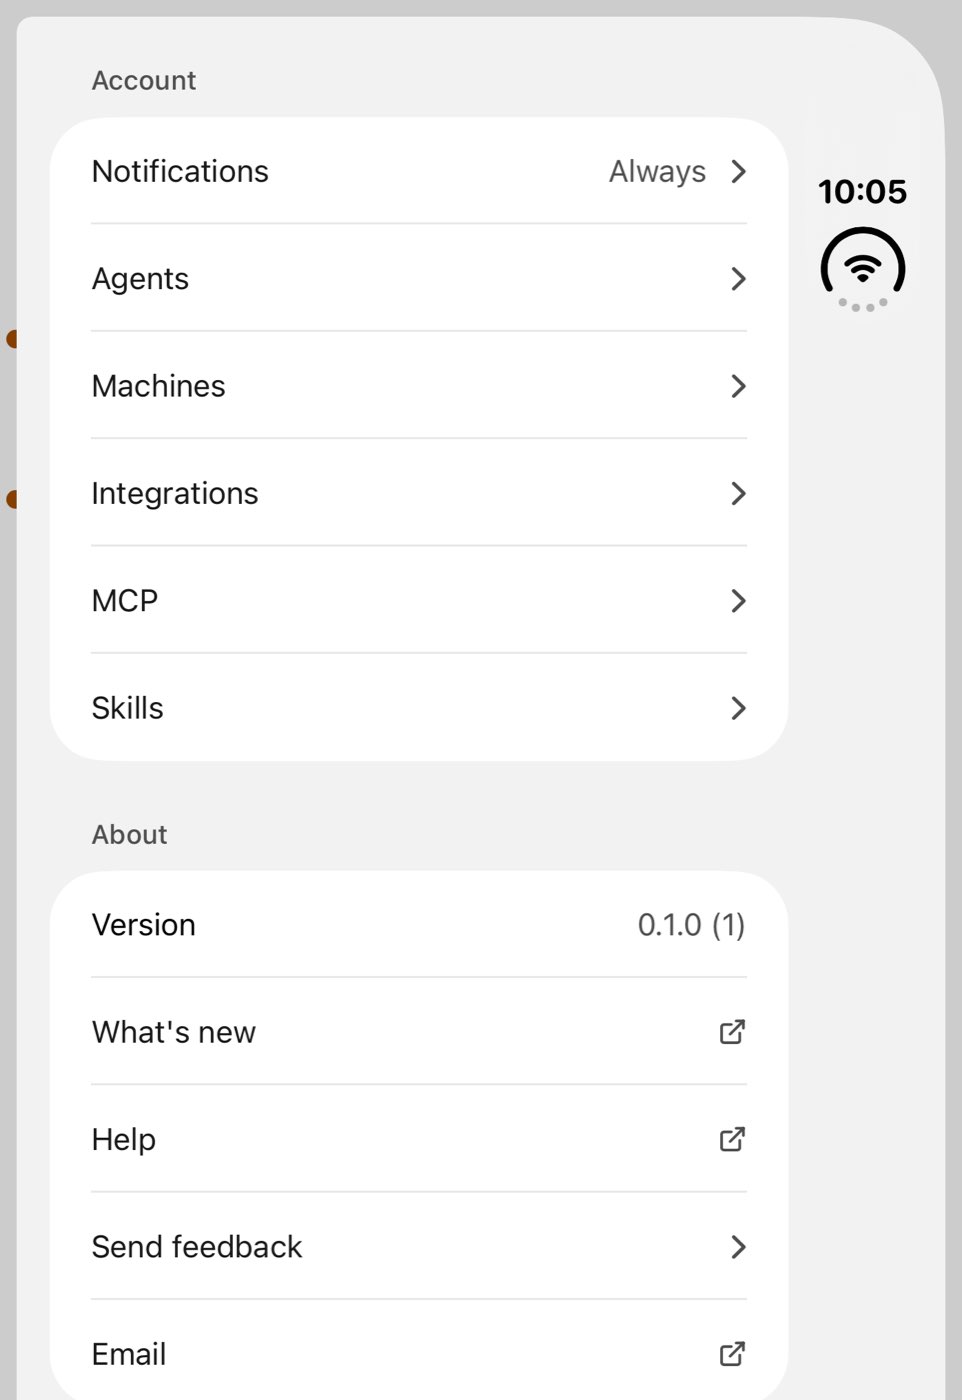 Account
Notifications Always
10:05
Agents
Machines
Integrations
MCP
Skills
About
Version 0.1.0 (1)
What's new
Help
Send feedback
Email